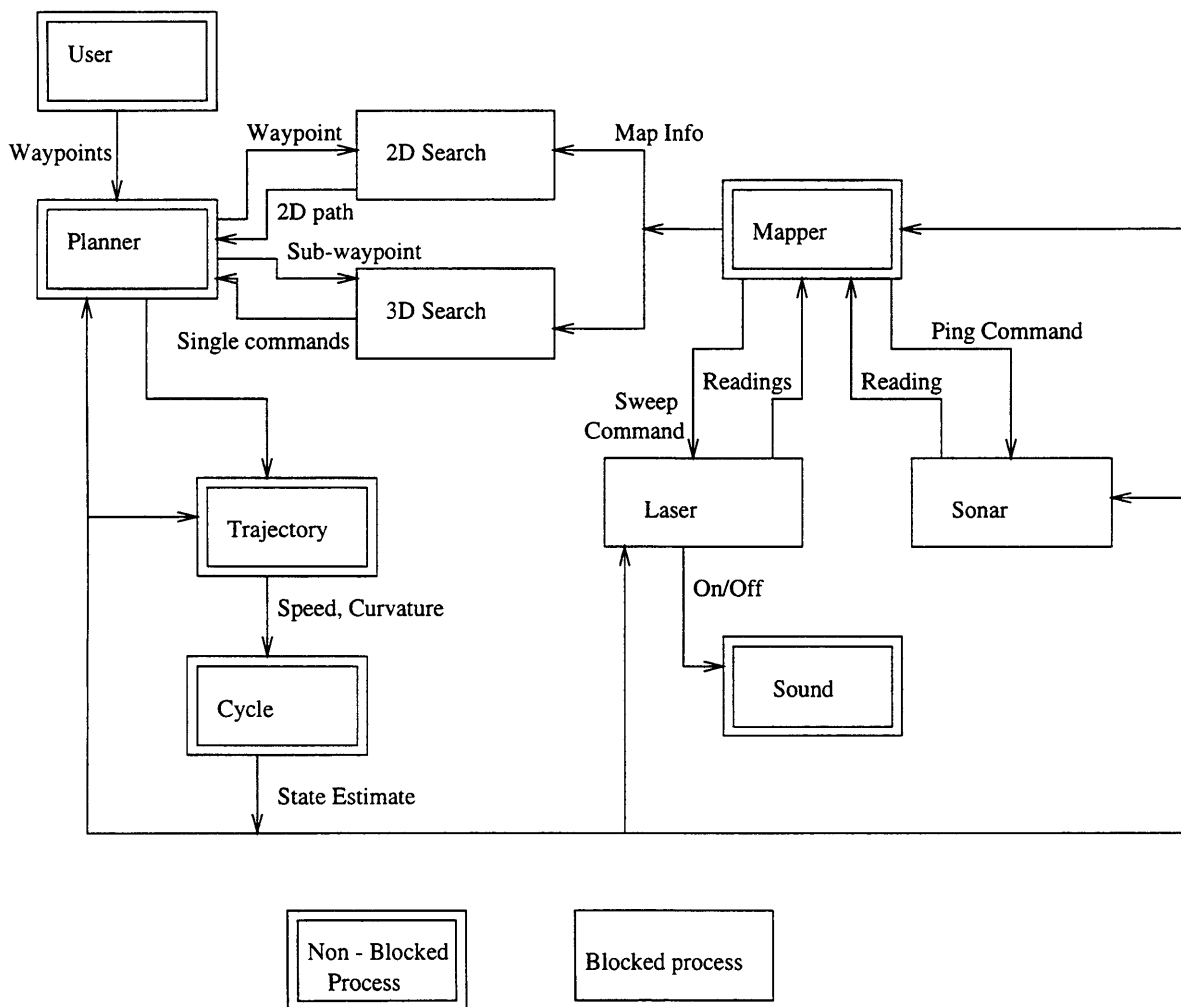 User
Waypoints
Waypoint
2D Search
Map Info
2D path
Planner
Sub-waypoint
3D Search
Single commands
Mapper
Ping Command
Readings
Reading
Sweep
Command
Laser
Sonar
Trajectory
On/Off
Speed, Curvature
Sound
Cycle
State Estimate
Non - Blocked
Process
Blocked process